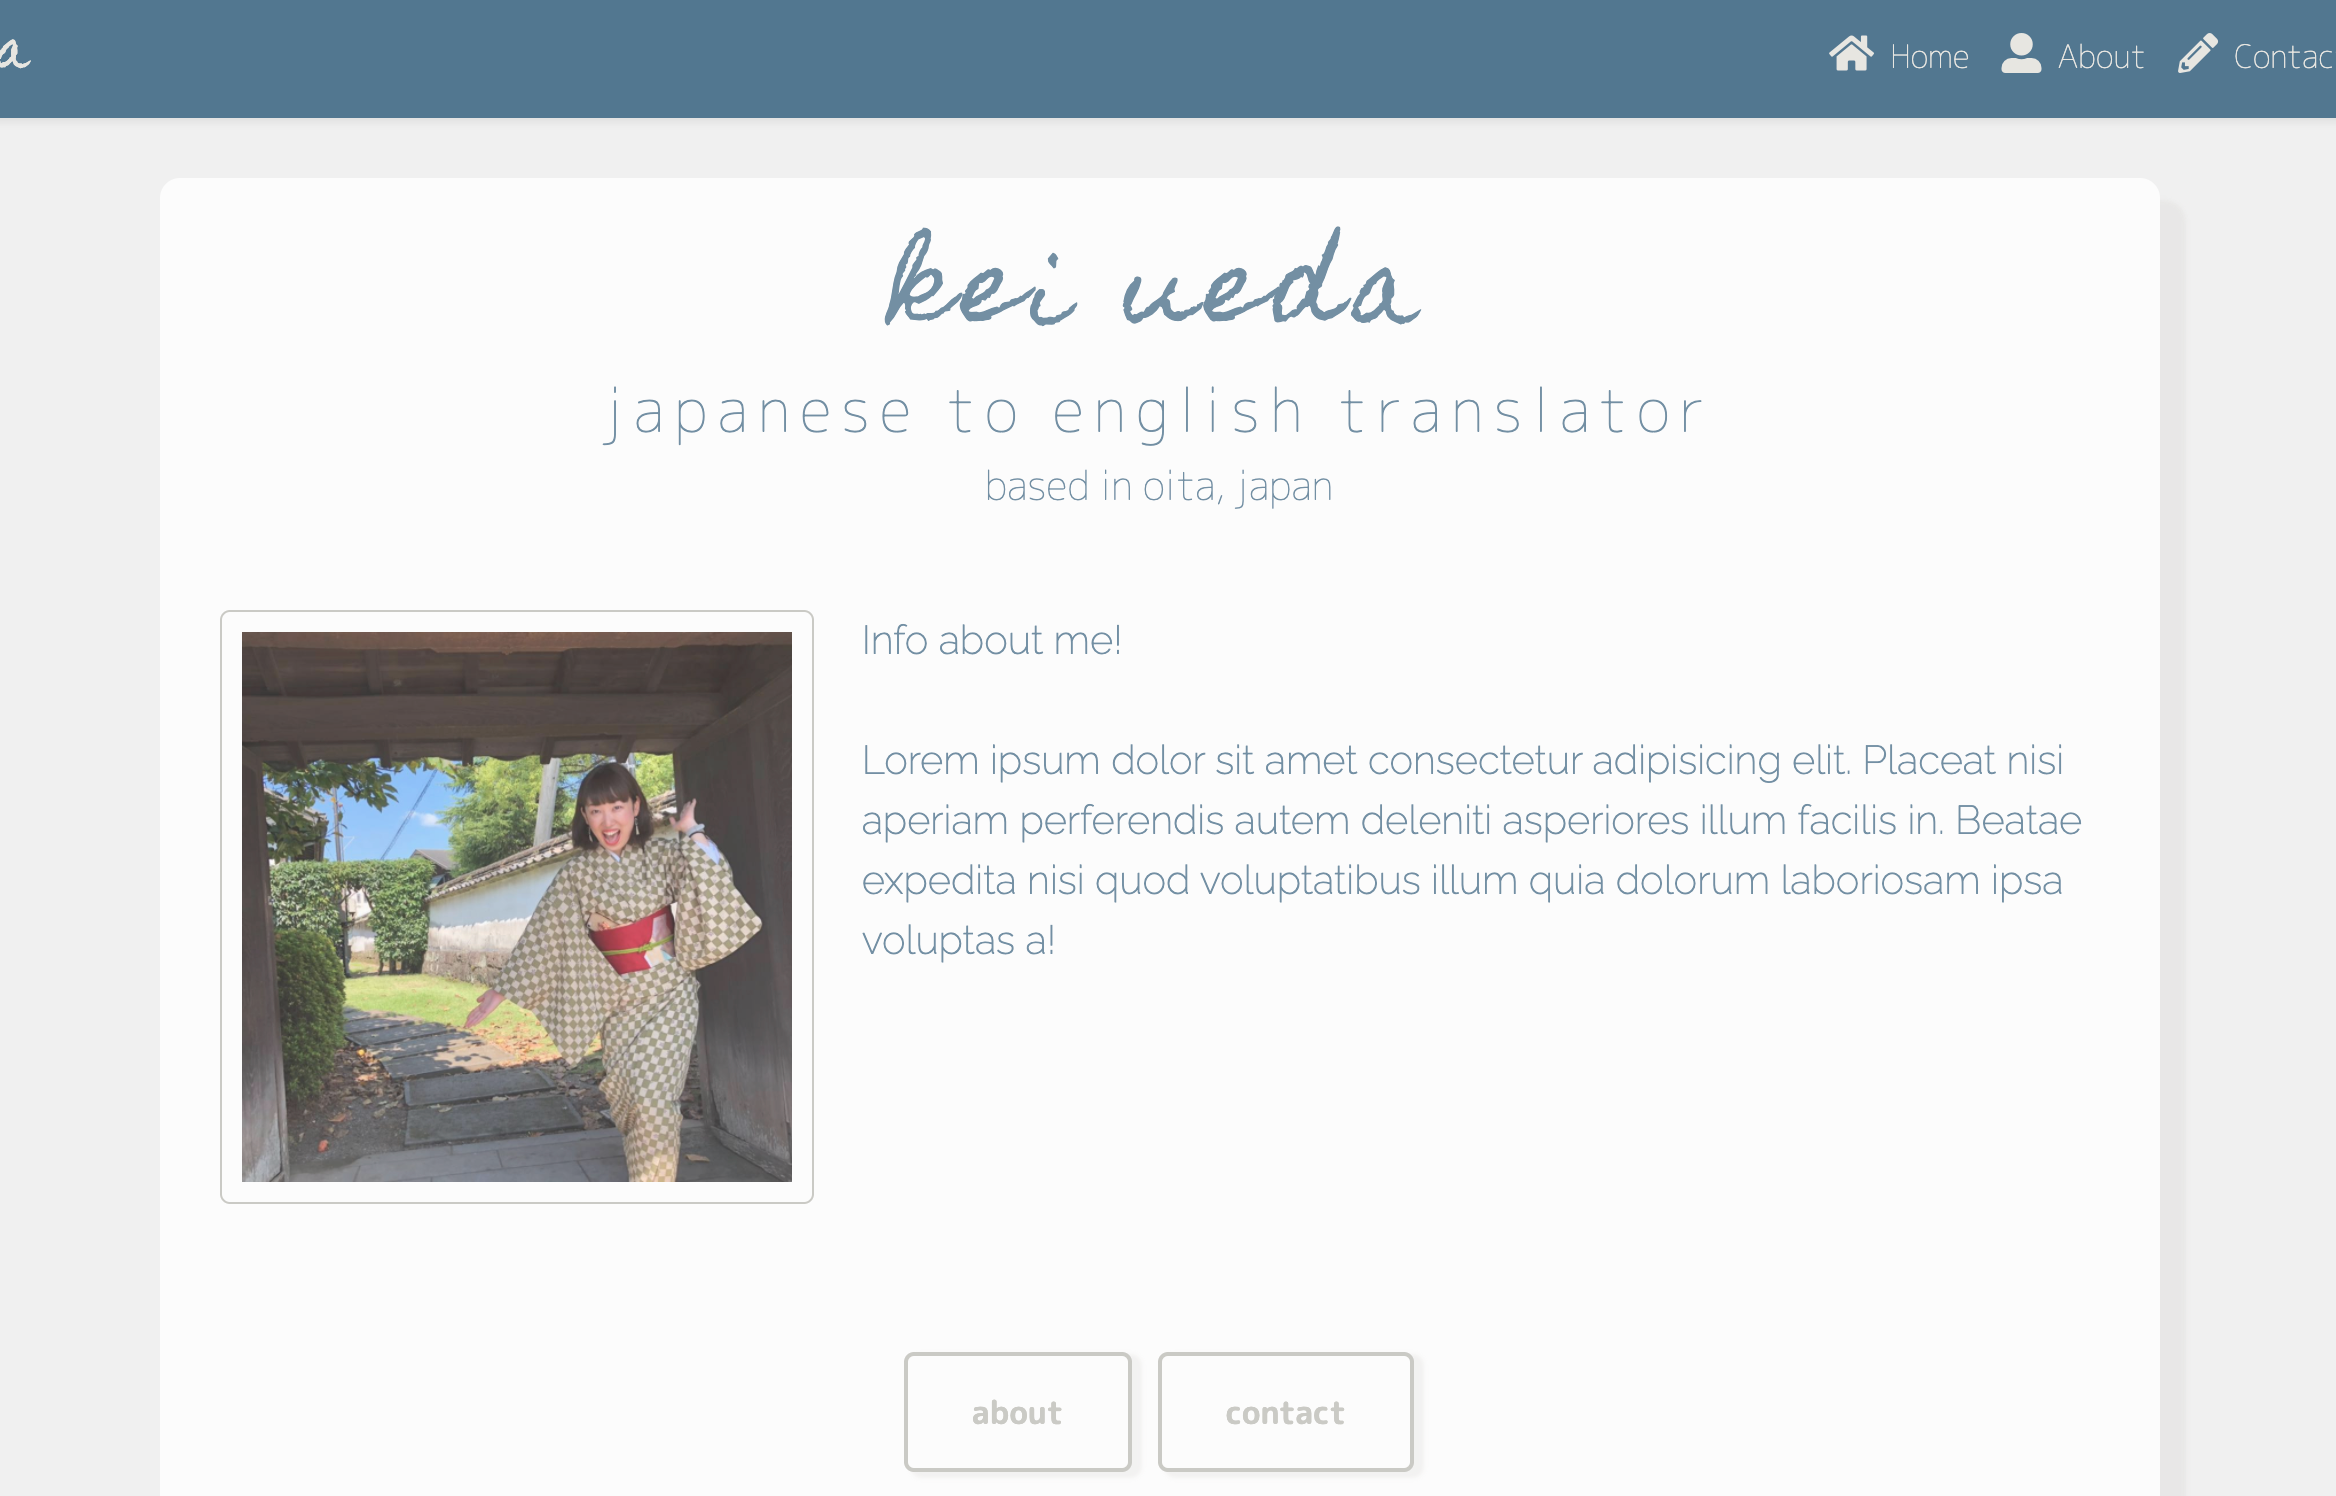 a
Home About
kei ueda
japanese to english translator
based in oita, japan
Info about me!
Lorem ipsum dolor sit amet consectetur adipisicing elit. Placeat nisi
aperiam perferendis autem deleniti asperiores illum facilis in. Beatae
expedita nisi quod voluptatibus illum quia dolorum laboriosam ipsa
voluptas a!
about contact